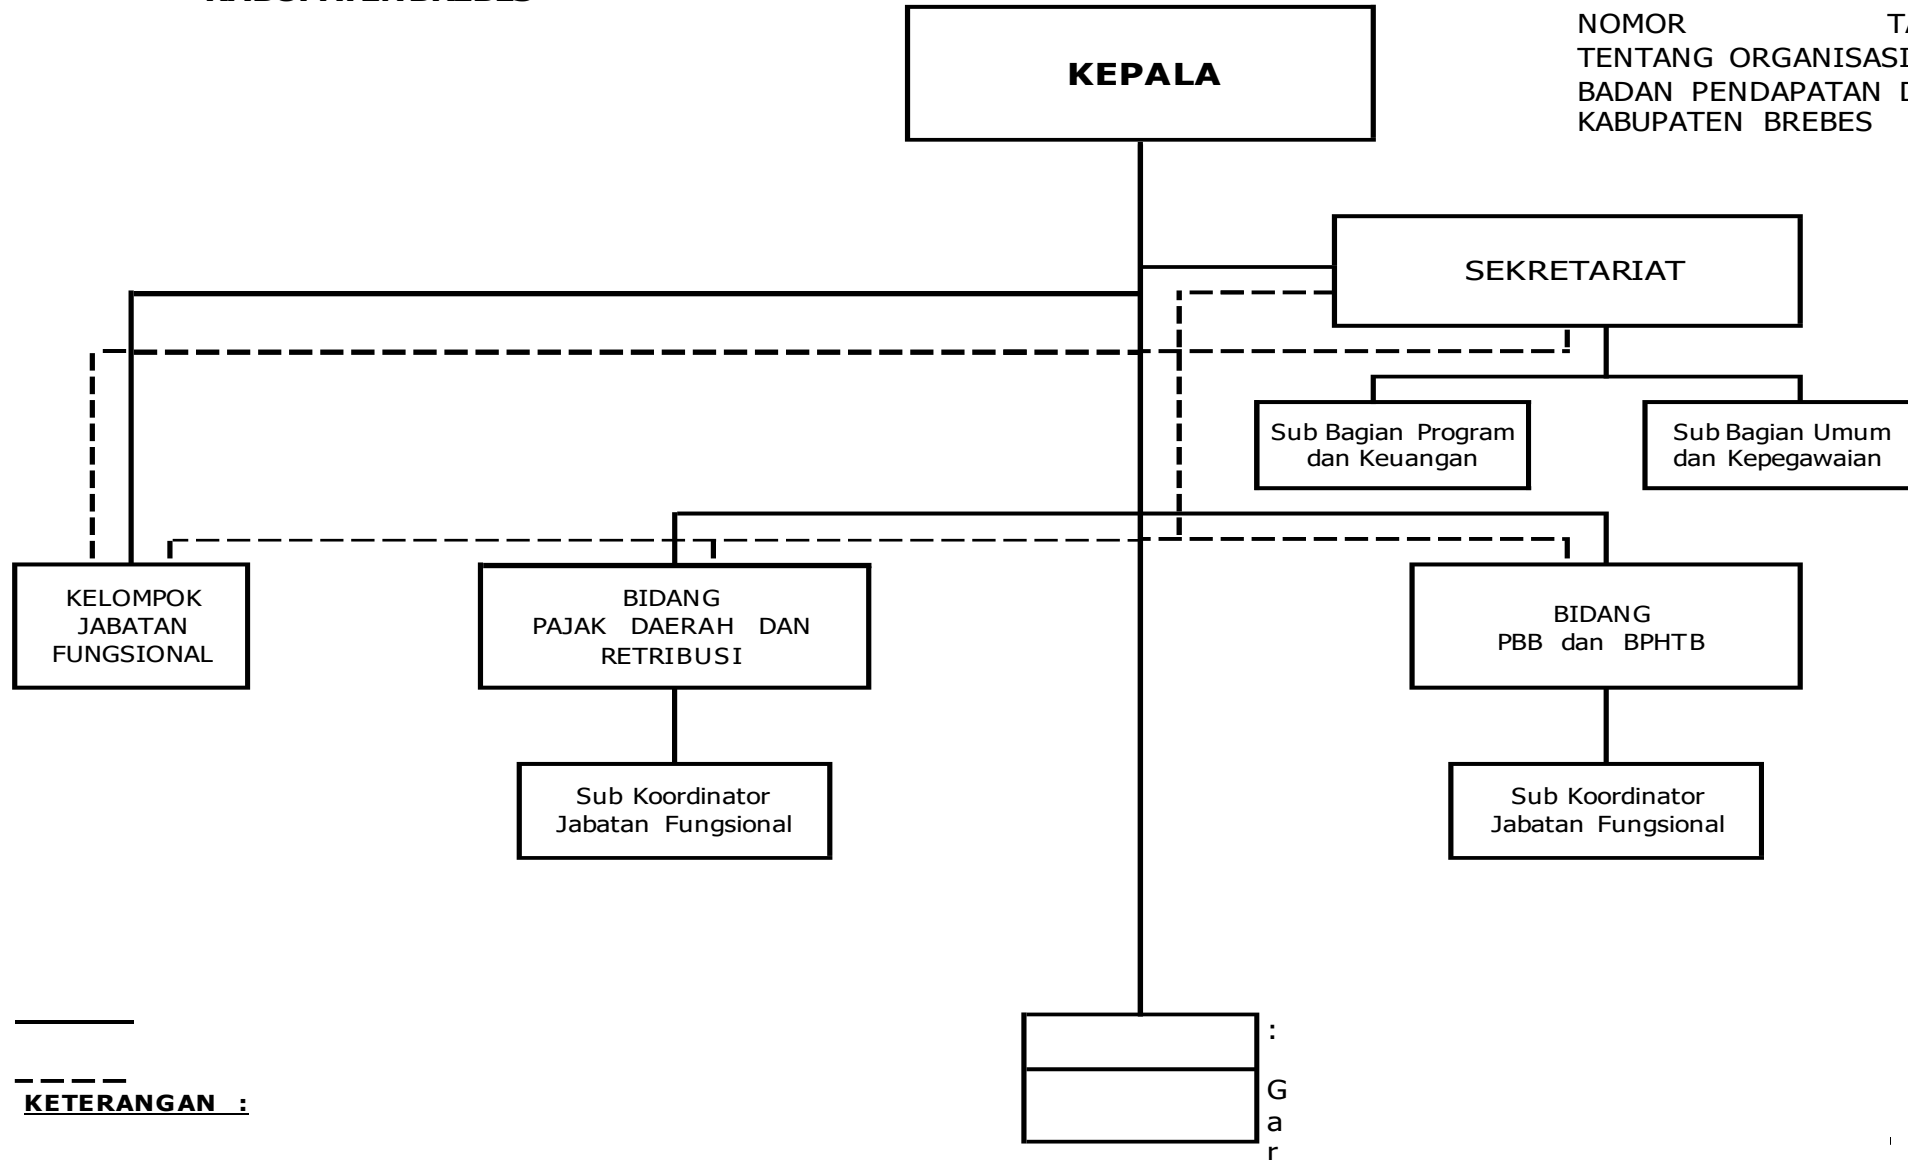 KABUPATEN BREBES
NOMOR
TENTANG ORGANISASI
BADAN PENDAPATAN
KABUPATEN BREBES
KEPALA
SEKRETARIAT
Sub Bagian Program
dan Keuangan
Sub Bagian Umum
dan Kepegawaian
KELOMPOK
JABATAN
FUNGSIONAL
BIDANG
PAJAK DAERAH DAN
RETRIBUSI
BIDANG
PBB dan BPHTB
Sub Koordinator
Jabatan Fungsional
Sub Koordinator
Jabatan Fungsional
:
G
a
r
KETERANGAN :